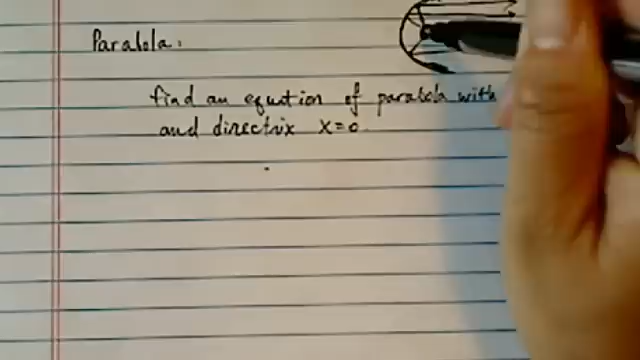 Parabola.
find an equation of parabola with
and directrix x=0